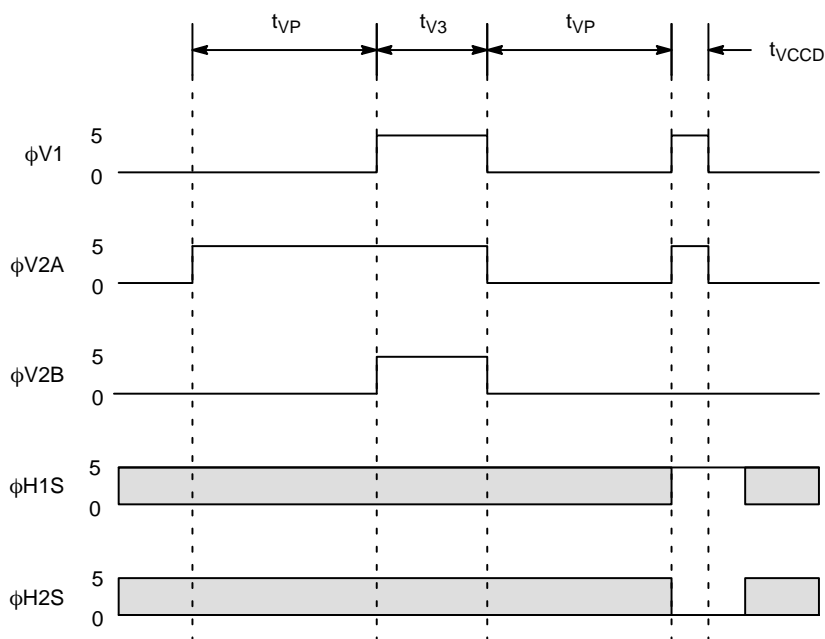 tVP tV3 tVP tVCCD
φV1 5 0
φV2A 5 0
φV2B 5 0
φH1S 5 0
φH2S 5 0